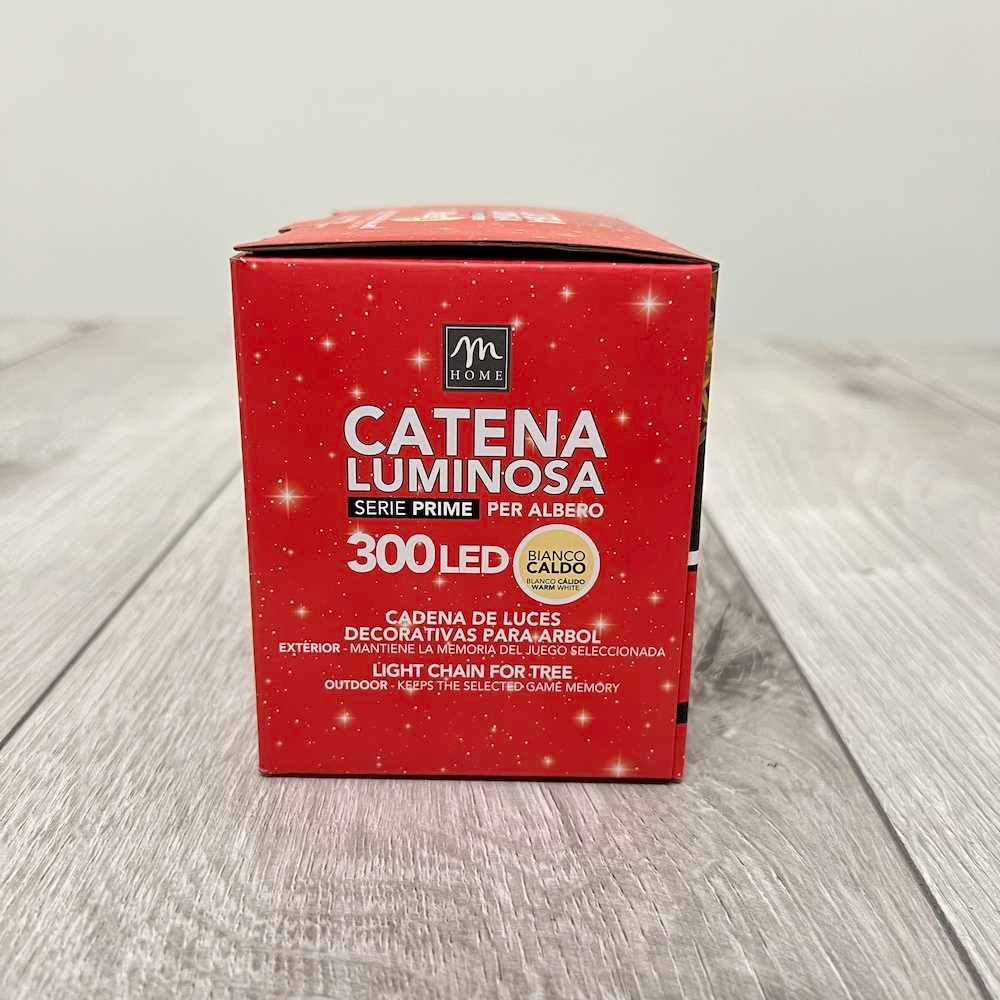 m
HOME
CATENA
LUMINOSA
SERIE PRIME PER ALBERO
300 LED
BIANCO
CALDO
BLANCO CÁLIDO
WARM WHITE
CADENA DE LUCES
DECORATIVAS PARA ARBOL
EXTERIOR - MANTIENE LA MEMORIA DEL JUEGO SELECCIONADA
LIGHT CHAIN FOR TREE
OUTDOOR - KEEPS THE SELECTED GAME MEMORY